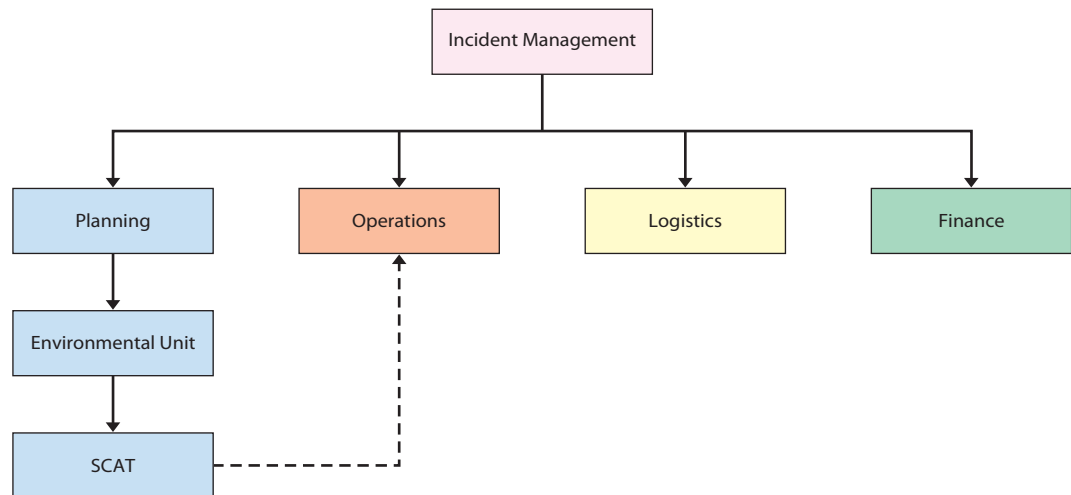 Incident Management
Planning
Operations
Logistics
Finance
Environmental Unit
SCAT